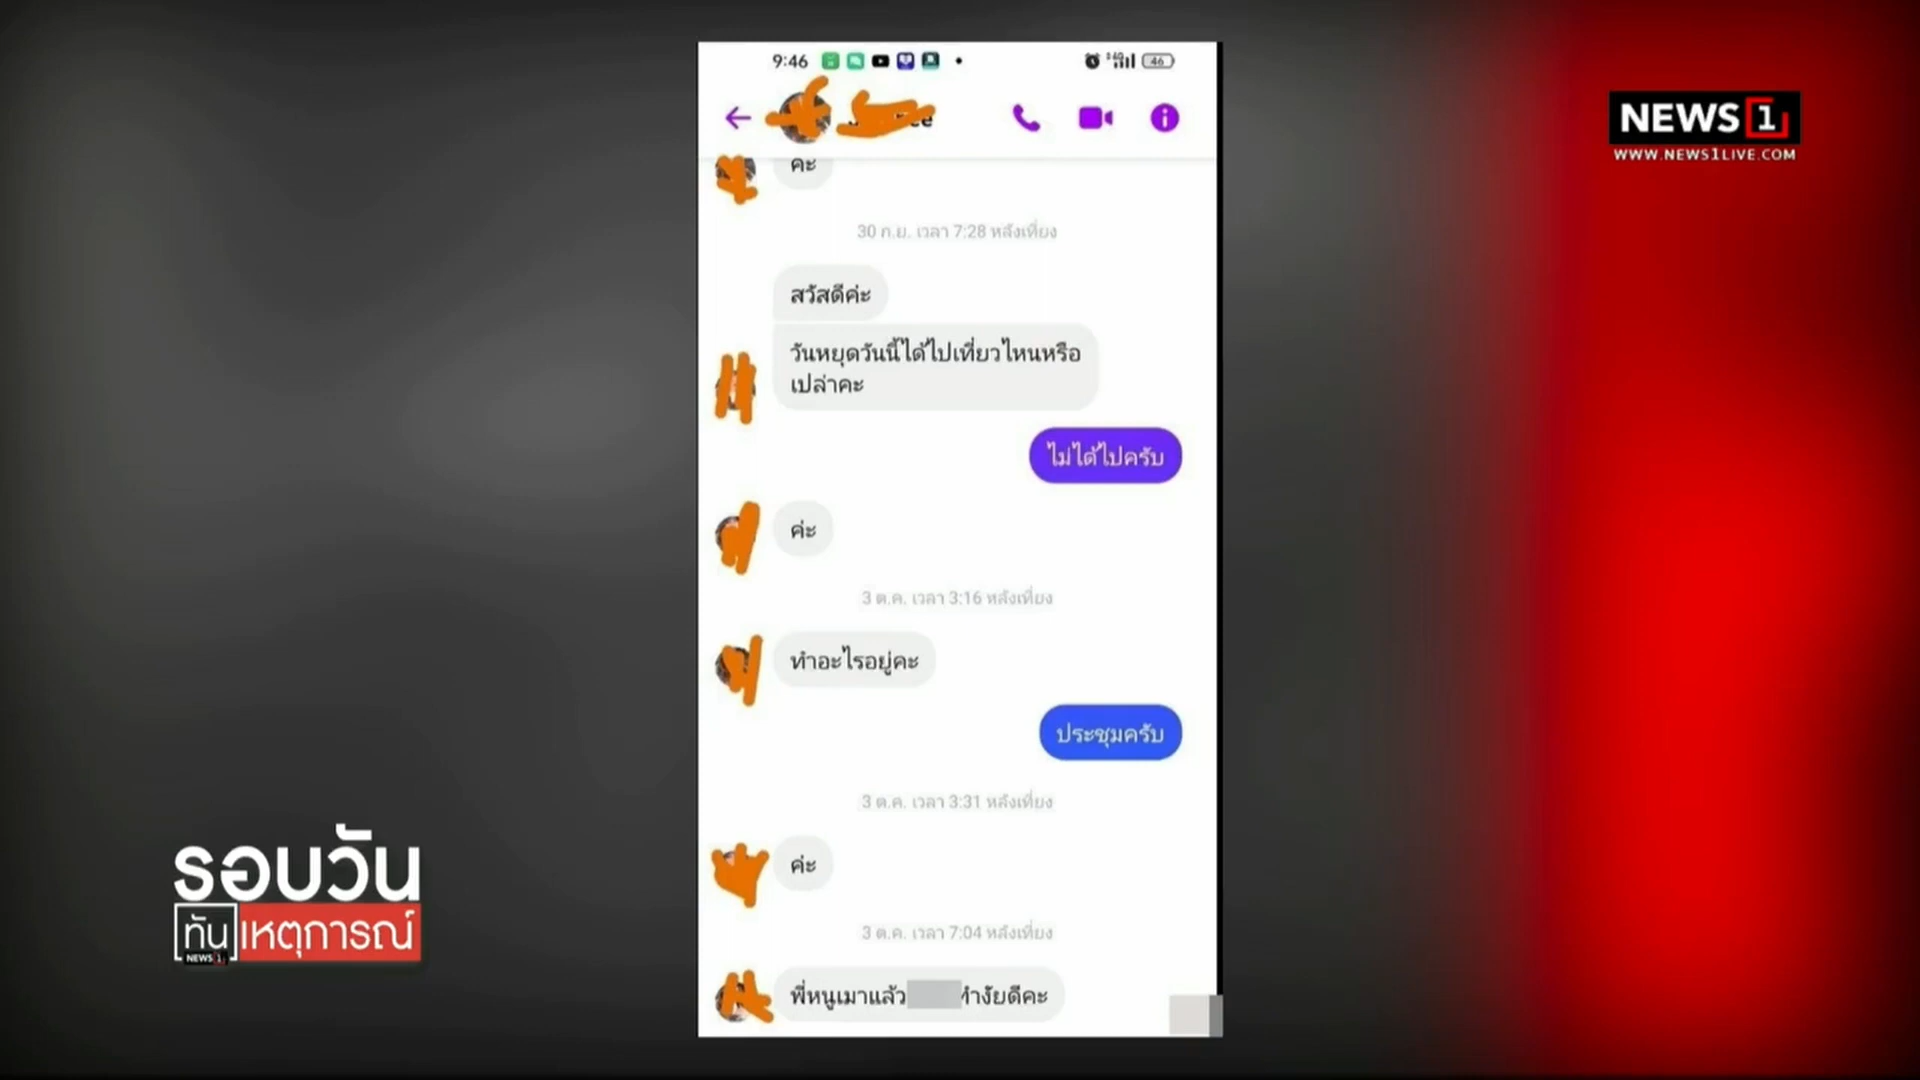 9:46
46
NEWS 1
WWW.NEWS1LIVE.COM
คะ
30 ก.ย. เวลา 7:28 หลังเที่ยง
สวัสดีค่ะ
วันหยุดวันนี้ได้ไปเที่ยวไหนหรือ
เปล่าคะ
ไม่ได้ไปครับ
ค่ะ
3 ต.ค. เวลา 3:16 หลังเที่ยง
ทำอะไรอยู่คะ
ประชุมครับ
3 ต.ค. เวลา 3:31 หลังเที่ยง
ค่ะ
3 ต.ค. เวลา 7:04 หลังเที่ยง
พี่หนูเมาแล้ว ทำงัยดีคะ
รอบวัน
ทันเหตุการณ์
NEWS 1